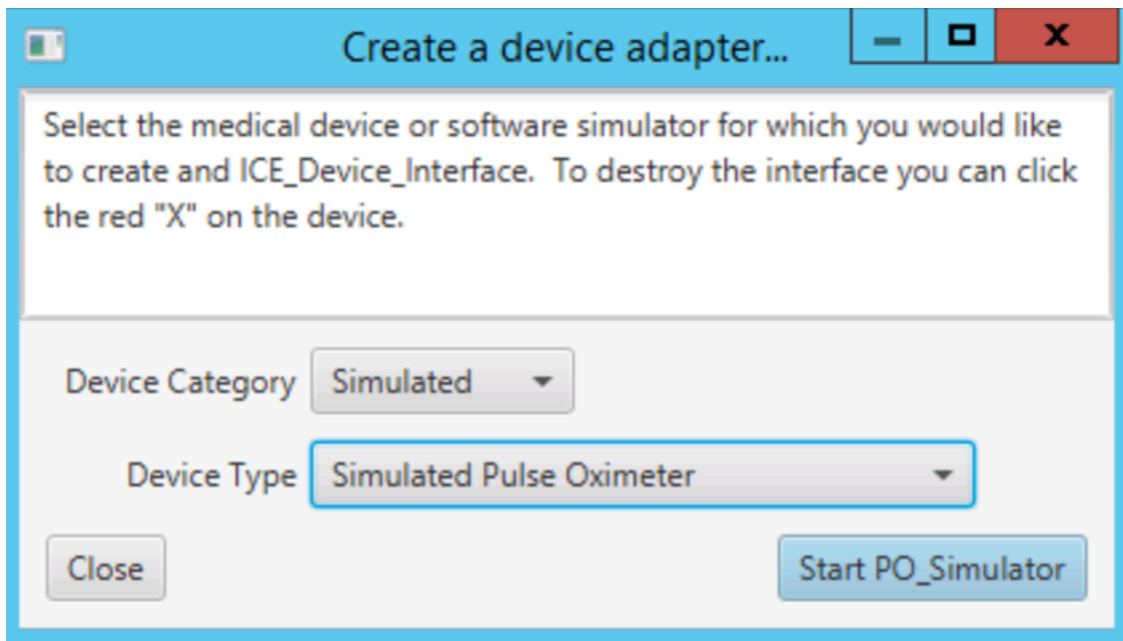 Create a device adapter...
Select the medical device or software simulator for which you would like
to create and ICE_Device_Interface.  To destroy the interface you can click
the red "X" on the device.
Device Category Simulated
Device Type Simulated Pulse Oximeter
Close Start PO_Simulator